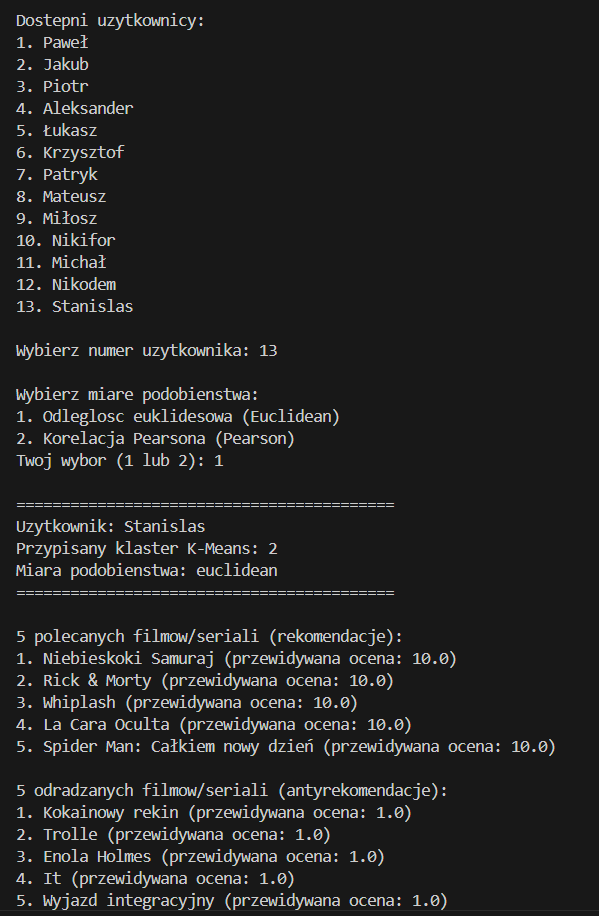 Dostepni uzytkownicy:
1. Paweł
2. Jakub
3. Piotr
4. Aleksander
5. Łukasz
6. Krzysztof
7. Patryk
8. Mateusz
9. Miłosz
10. Nikifor
11. Michał
12. Nikodem
13. Stanislas
Wybierz numer uzytkownika: 13
Wybierz miare podobienstwa:
1. Odleglosc euklidesowa (Euclidean)
2. Korelacja Pearsona (Pearson)
Twoj wybor (1 lub 2): 1
==========================================
Uzytkownik: Stanislas
Przypisany klaster K-Means: 2
Miara podobienstwa: euclidean
==========================================
5 polecanych filmow/seriali (rekomendacje):
1. Niebieskoki Samuraj (przewidywana ocena: 10.0)
2. Rick & Morty (przewidywana ocena: 10.0)
3. Whiplash (przewidywana ocena: 10.0)
4. La Cara Oculta (przewidywana ocena: 10.0)
5. Spider Man: Całkiem nowy dzień (przewidywana ocena: 10.0)
5 odradzanych filmow/seriali (antyrekomendacje):
1. Kokainowy rekin (przewidywana ocena: 1.0)
2. Trolle (przewidywana ocena: 1.0)
3. Enola Holmes (przewidywana ocena: 1.0)
4. It (przewidywana ocena: 1.0)
5. Wyjazd integracyjny (przewidywana ocena: 1.0)